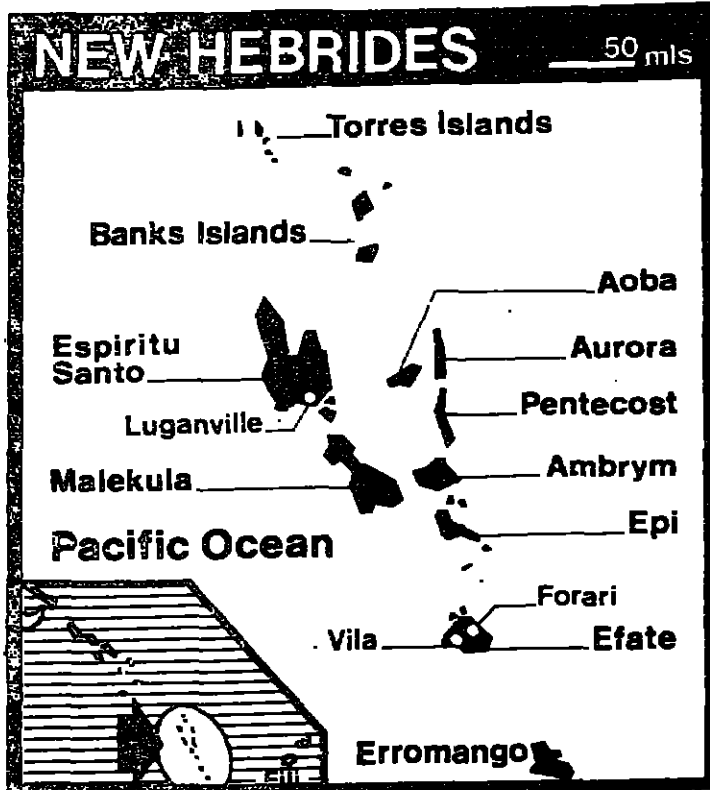 NEW HEBRIDES
50 mls
Torres Islands
Banks Islands
Aoba
Espiritu
Santo
Aurora
Pentecost
Luganville
Malekula
Ambrym
Epi
Pacific Ocean
Forari
Vila
Efate
Erromango
Fiji